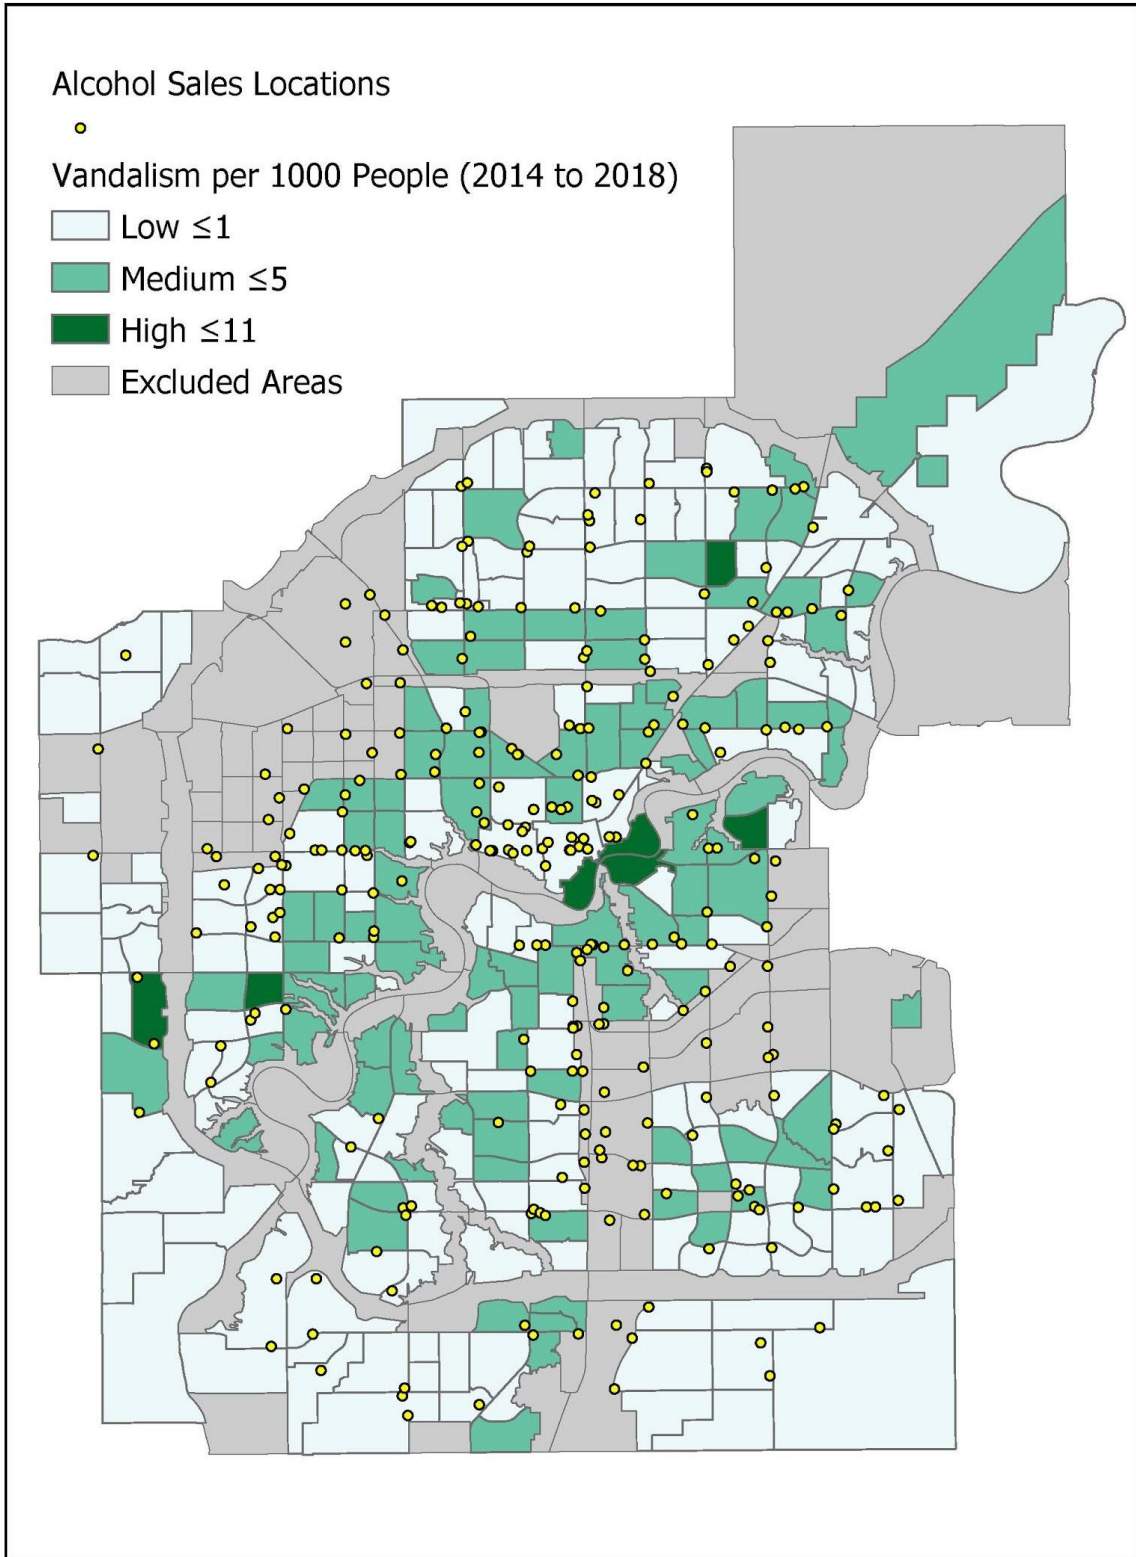 Alcohol Sales Locations
Vandalism per 1000 People (2014 to 2018)
Low ≤1
Medium ≤5
High ≤11
Excluded Areas